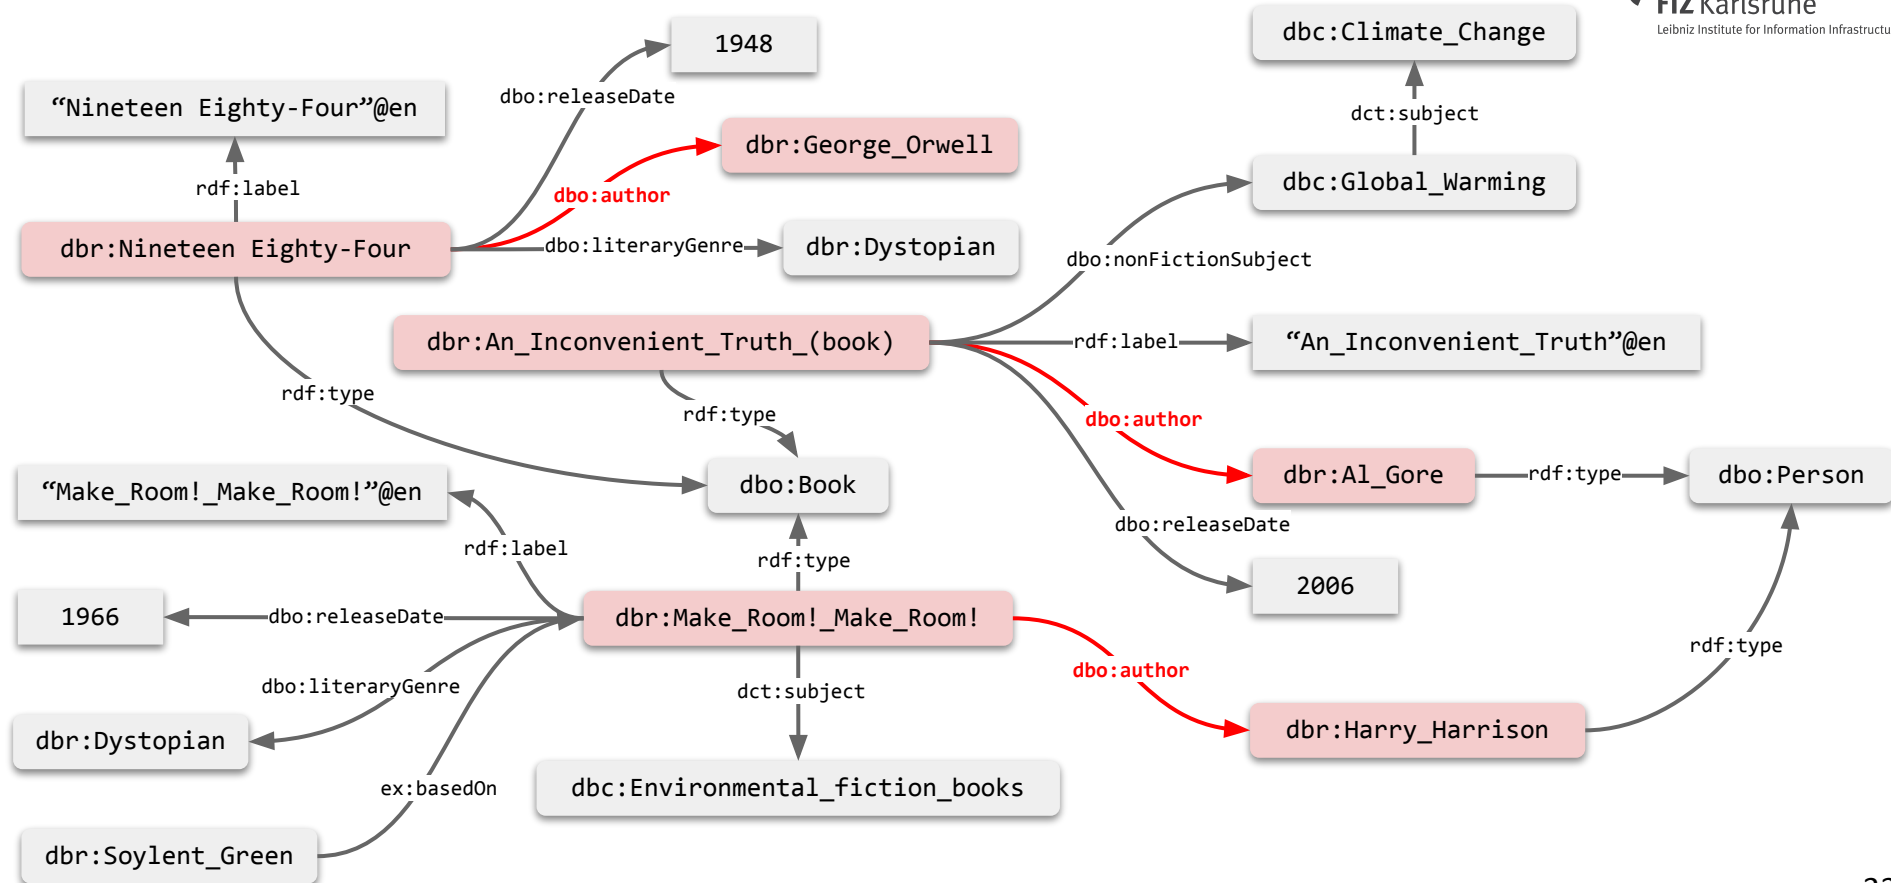 FIZ Karlsruhe
Leibniz Institute for Information Infrastructu
dbc:Climate_Change
1948
“Nineteen Eighty-Four”@en
dbo:releaseDate
dct:subject
dbr:George_Orwell
dbc:Global_Warming
rdf:label
dbo:author
dbr:Nineteen Eighty-Four
dbo:literaryGenre
dbr:Dystopian
dbo:nonFictionSubject
dbr:An_Inconvenient_Truth_(book)
rdf:label
“An_Inconvenient_Truth”@en
rdf:type
rdf:type
dbo:author
“Make_Room!_Make_Room!”@en
dbo:Book
dbr:Al_Gore
rdf:type
dbo:Person
dbo:releaseDate
rdf:label
rdf:type
2006
1966
dbo:releaseDate
dbr:Make_Room!_Make_Room!
rdf:type
dbo:author
dbo:literaryGenre
dct:subject
dbr:Dystopian
dbr:Harry_Harrison
ex:basedOn
dbc:Environmental_fiction_books
dbr:Soylent_Green